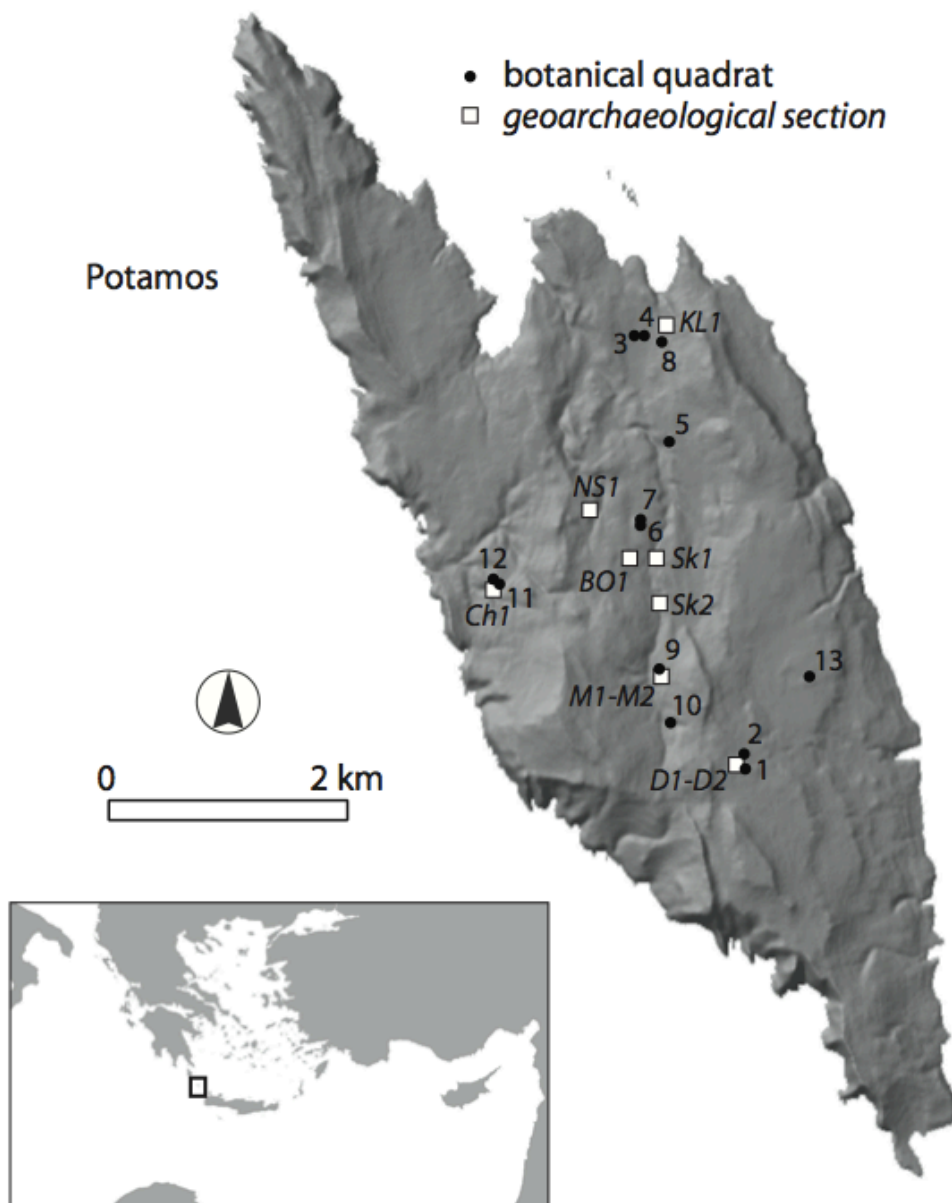 botanical quadrat
geoarchaeological section
Potamos
4
KL1
3
8
5
NS1
7
6
12
BO1
Sk1
11
Ch1
Sk2
9
13
M1-M2
10
2
D1-D2
1
0 2 km